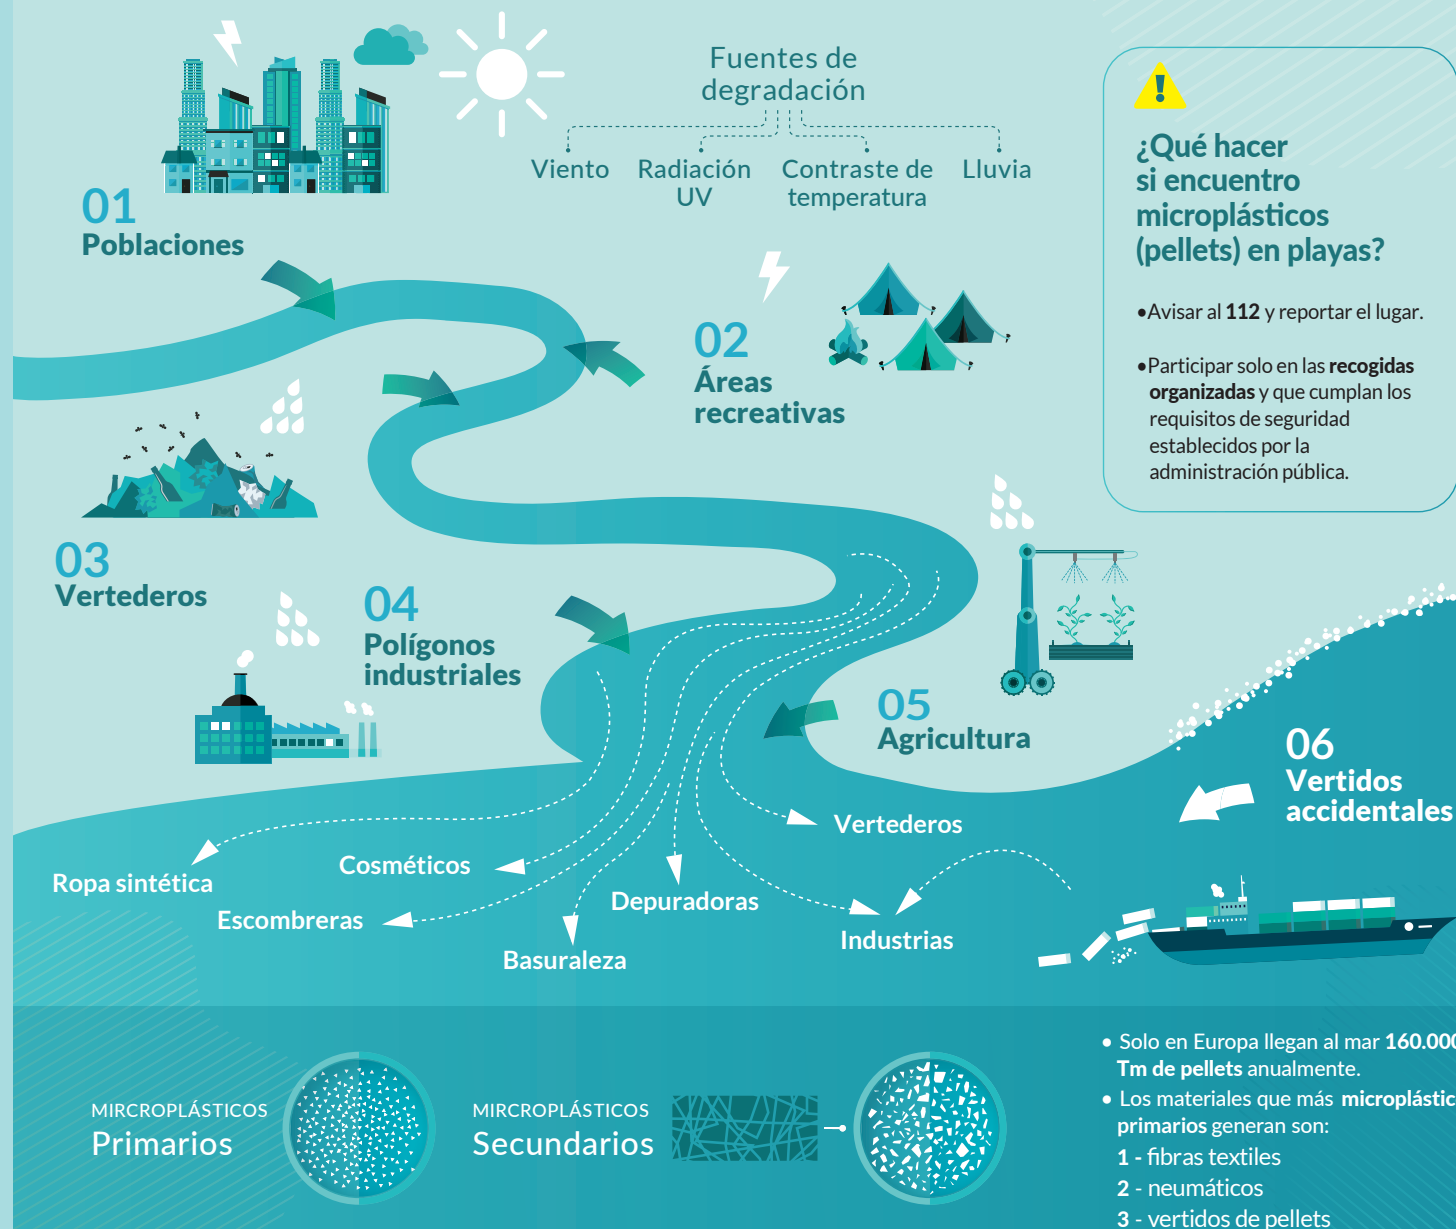 Fuentes de
degradación
Viento
Radiación
UV
Contraste de
temperatura
Lluvia
¿Qué hacer
si encuentro
microplásticos
(pellets) en playas?
•Avisar al 112 y reportar el lugar.
•Participar solo en las recogidas
organizadas y que cumplan los
requisitos de seguridad
establecidos por la
administración pública.
01
Poblaciones
02
Áreas
recreativas
03
Vertederos
04
Polígonos
industriales
05
Agricultura
06
Vertidos
accidentales
Ropa sintética
Cosméticos
Escombreras
Basuraleza
Depuradoras
Vertederos
Industrias
MIRCROPLÁSTICOS
Primarios
MIRCROPLÁSTICOS
Secundarios
• Solo en Europa llegan al mar 160.000
Tm de pellets anualmente.
• Los materiales que más microplástic
primarios generan son:
1 - fibras textiles
2 - neumáticos
3 - vertidos de pellets